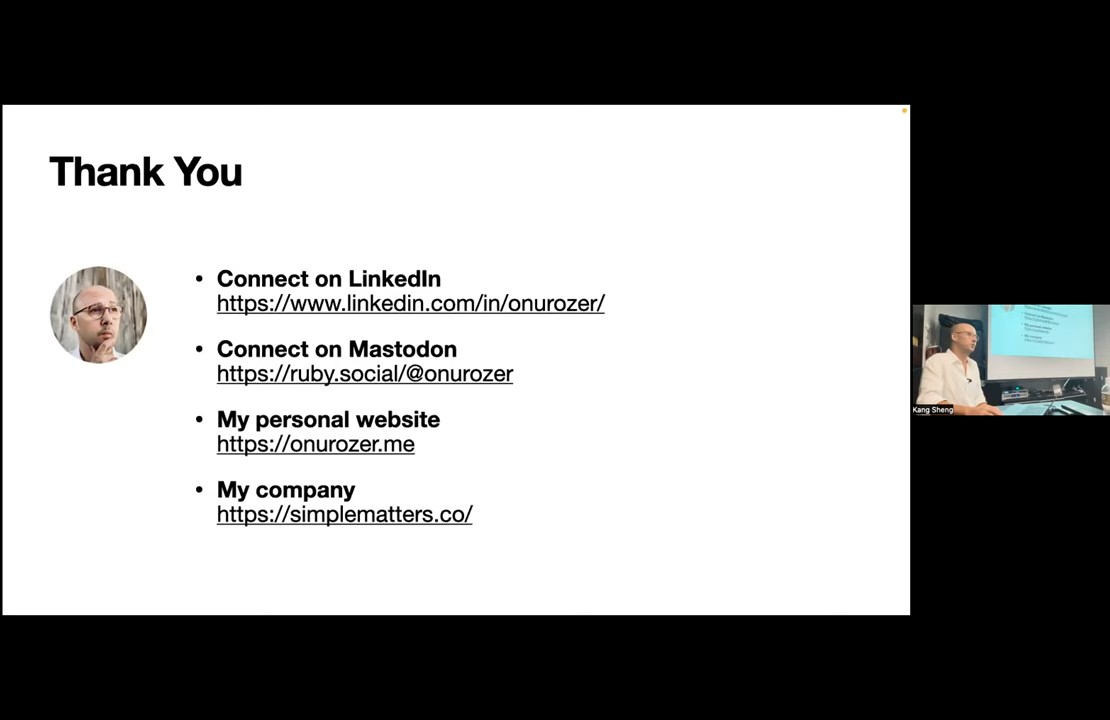 Thank You
• Connect on LinkedIn
https://www.linkedin.com/in/onurozer/
• Connect on Mastodon
https://ruby.social/@onurozer
• My personal website
https://onurozer.me
• My company
https://simplematters.co/
Kang Sheng